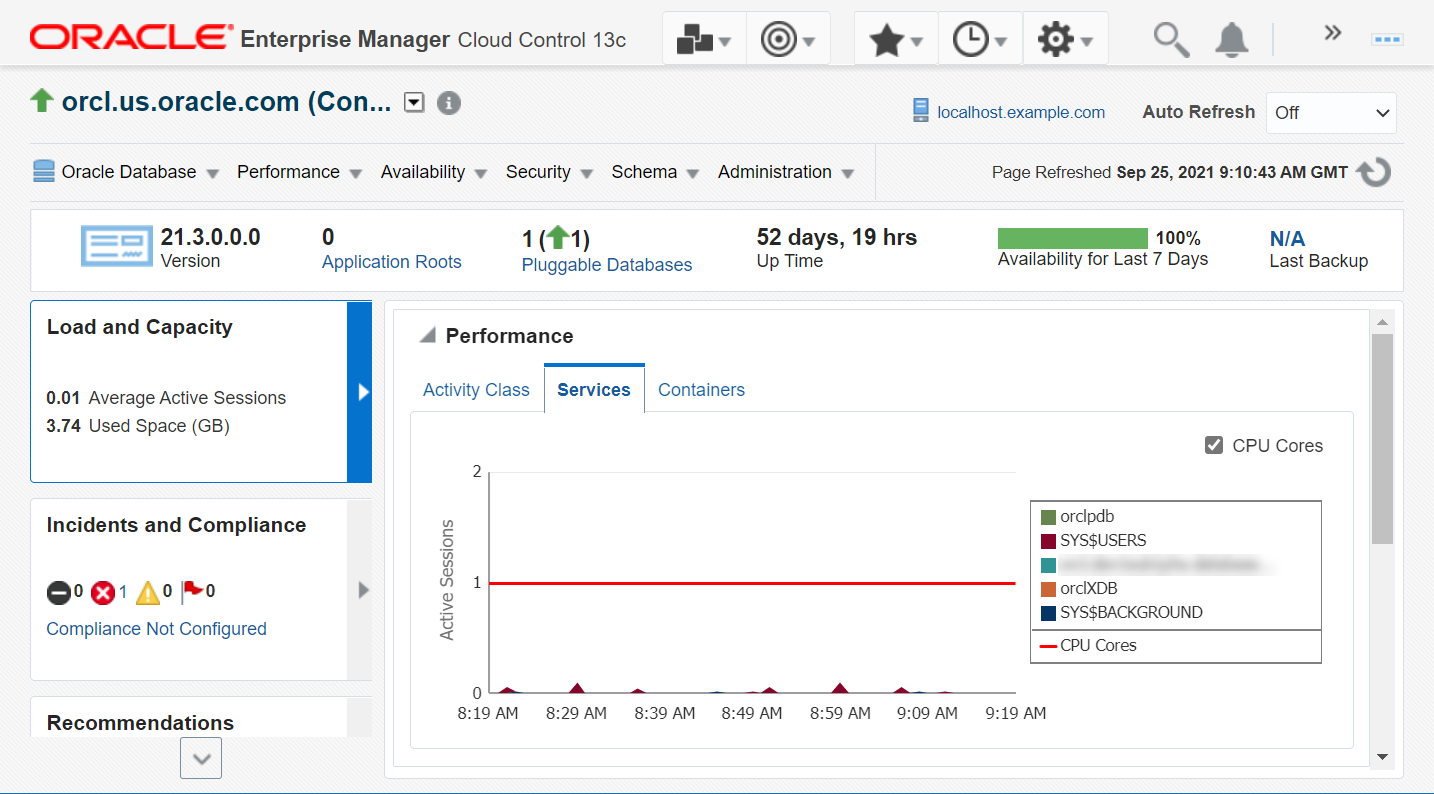 ORACLE Enterprise Manager Cloud Control 13c
orcl.us.oracle.com (Con...
localhost.example.com Auto Refresh Off
Oracle Database Performance Availability Security Schema Administration
Page Refreshed Sep 25, 2021 9:10:43 AM GMT
21.3.0.0.0
Version
0
Application Roots
1 (1)
Pluggable Databases
52 days, 19 hrs
Up Time
100%
Availability for Last 7 Days
N/A
Last Backup
Load and Capacity
0.01 Average Active Sessions
3.74 Used Space (GB)
Incidents and Compliance
0 1 0 0
Compliance Not Configured
Recommendations
Performance
Activity Class Services Containers
CPU Cores
Active Sessions
2
1
0
8:19 AM 8:29 AM 8:39 AM 8:49 AM 8:59 AM 9:09 AM 9:19 AM
orclpdb
SYS$USERS
orclXDB
SYS$BACKGROUND
CPU Cores